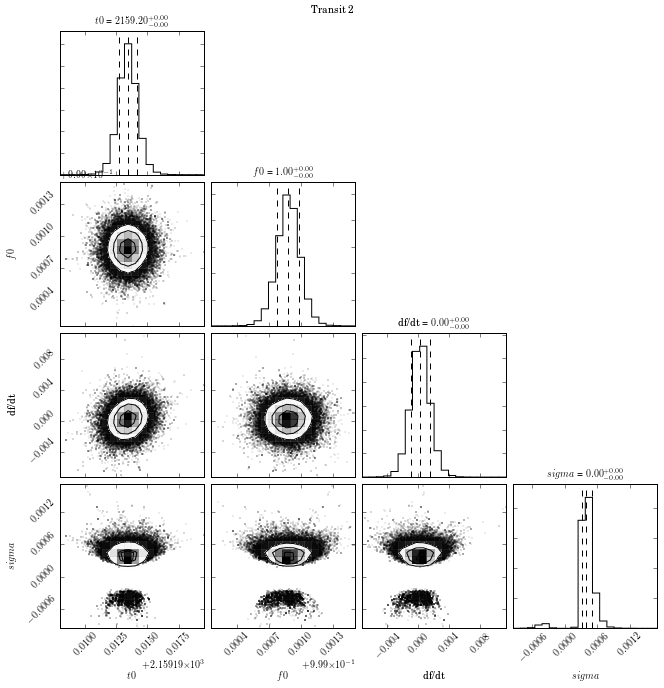 Transit 2
t0 = 2159.20+0.00 −0.00
f0 = 1.00+0.00 −0.00
0.0013
0.0010
0.0007
0.0004
f0
df/dt = 0.00+0.00 −0.00
0.008
0.004
0.000
−0.004
df/dt
sigma = 0.00+0.00 −0.00
0.0012
0.0006
0.0000
−0.0006
sigma
0.0100
0.0125
0.0150
0.0175
+2.15919×10³
t0
0.0004
0.0007
0.0010
0.0013
+9.99×10⁻¹
f0
−0.004
0.000
0.004
0.008
df/dt
−0.0006
0.0000
0.0006
0.0012
sigma